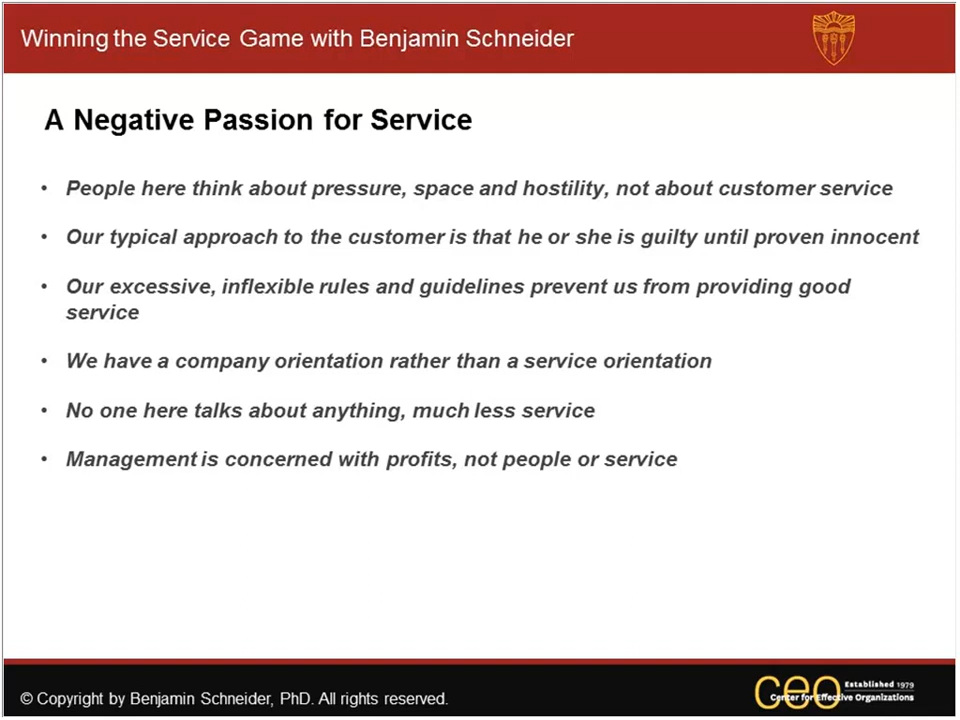 Winning the Service Game with Benjamin Schneider
A Negative Passion for Service
• People here think about pressure, space and hostility, not about customer service
• Our typical approach to the customer is that he or she is guilty until proven innocent
• Our excessive, inflexible rules and guidelines prevent us from providing good
service
• We have a company orientation rather than a service orientation
• No one here talks about anything, much less service
• Management is concerned with profits, not people or service
© Copyright by Benjamin Schneider, PhD. All rights reserved.
ceo Established 1979
Center for Effective Organizations